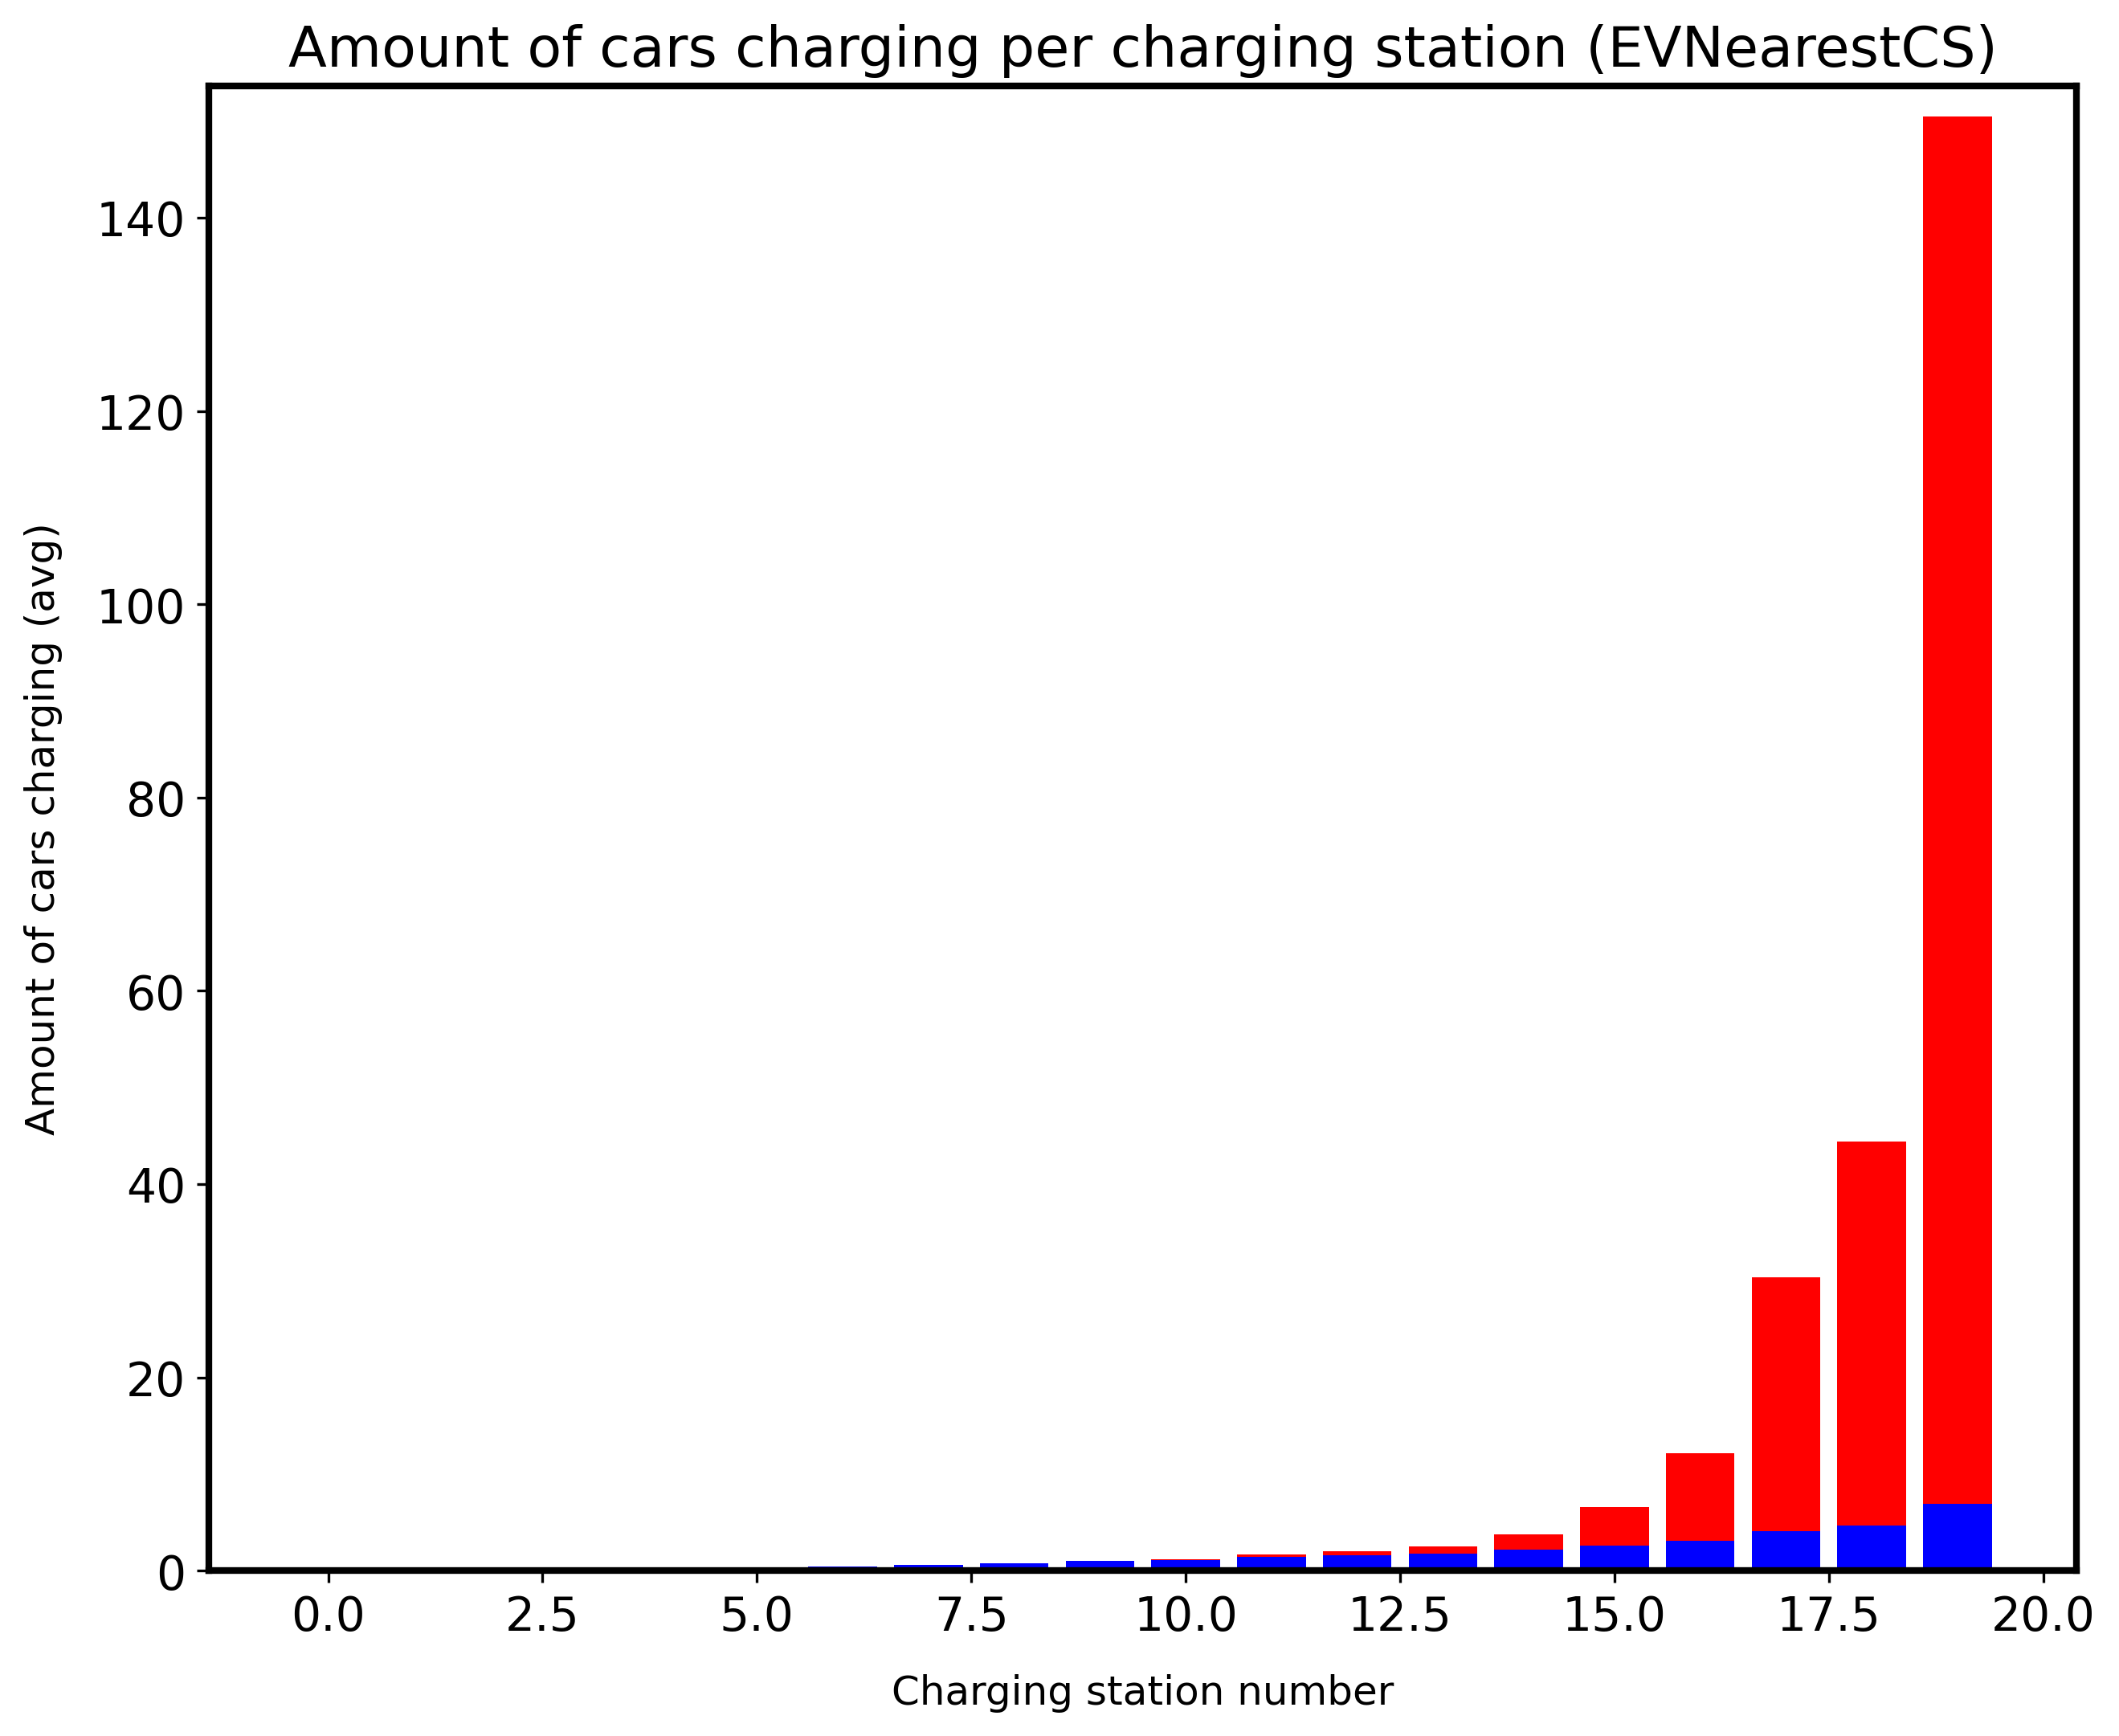 Amount of cars charging per charging station (EVNearestCS)
Amount of cars charging (avg)
140
120
100
80
60
40
20
0
0.0 2.5 5.0 7.5 10.0 12.5 15.0 17.5 20.0
Charging station number